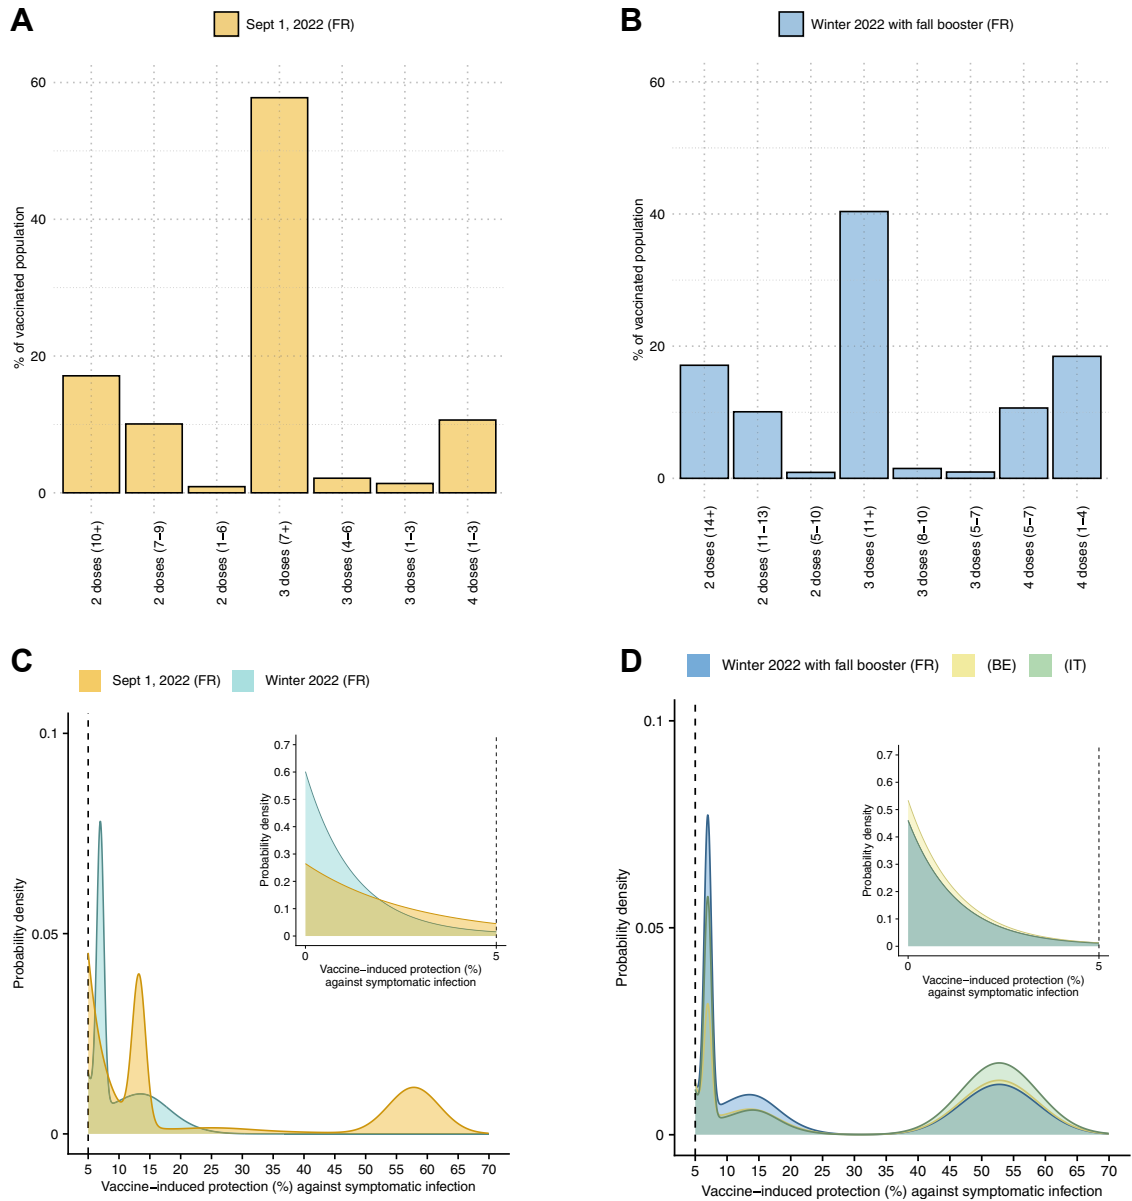 A
Sept 1, 2022 (FR)
% of vaccinated population
60
40
20
0
2 doses (10+)
2 doses (7−9)
2 doses (1−6)
3 doses (7+)
3 doses (4−6)
3 doses (1−3)
4 doses (1−3)
B
Winter 2022 with fall booster (FR)
% of vaccinated population
60
40
20
0
2 doses (14+)
2 doses (11−13)
2 doses (5−10)
3 doses (11+)
3 doses (8−10)
3 doses (5−7)
4 doses (5−7)
4 doses (1−4)
C
Sept 1, 2022 (FR) Winter 2022 (FR)
Probability density
0.1
0.05
0
5 10 15 20 25 30 35 40 45 50 55 60 65 70
Vaccine−induced protection (%) against symptomatic infection
Probability density
0.7
0.6
0.5
0.4
0.3
0.2
0.1
0
0 5
Vaccine−induced protection (%)
against symptomatic infection
D
Winter 2022 with fall booster (FR) (BE) (IT)
Probability density
0.1
0.05
0
5 10 15 20 25 30 35 40 45 50 55 60 65 70
Vaccine−induced protection (%) against symptomatic infection
Probability density
0.7
0.6
0.5
0.4
0.3
0.2
0.1
0
0 5
Vaccine−induced protection (%)
against symptomatic infection